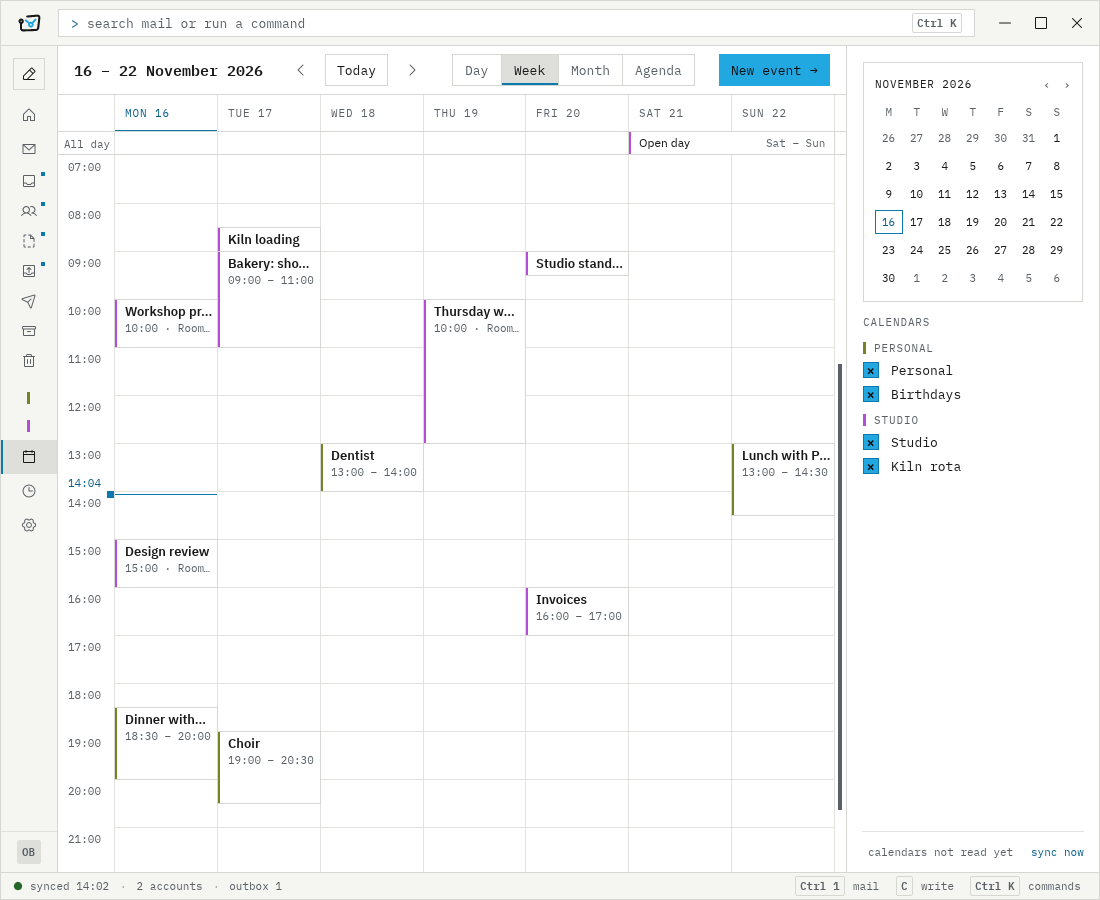 > search mail or run a command Ctrl K
16 – 22 November 2026 Today Day Week Month Agenda New event →
MON 16 TUE 17 WED 18 THU 19 FRI 20 SAT 21 SUN 22
All day Open day Sat – Sun
07:00
08:00
Kiln loading
09:00 Bakery: sho… Studio stand…
09:00 – 11:00
10:00 Workshop pr… Thursday w…
10:00 · Room… 10:00 · Room…
11:00
12:00
13:00 Dentist Lunch with P…
13:00 – 14:00 13:00 – 14:30
14:04
14:00
15:00 Design review
15:00 · Room…
16:00 Invoices
16:00 – 17:00
17:00
18:00
Dinner with…
18:30 – 20:00
19:00 Choir
19:00 – 20:30
20:00
21:00
NOVEMBER 2026 ‹ ›
M T W T F S S
26 27 28 29 30 31 1
2 3 4 5 6 7 8
9 10 11 12 13 14 15
16 17 18 19 20 21 22
23 24 25 26 27 28 29
30 1 2 3 4 5 6
CALENDARS
PERSONAL
Personal
Birthdays
STUDIO
Studio
Kiln rota
calendars not read yet sync now
OB
synced 14:02 · 2 accounts · outbox 1 Ctrl 1 mail C write Ctrl K commands